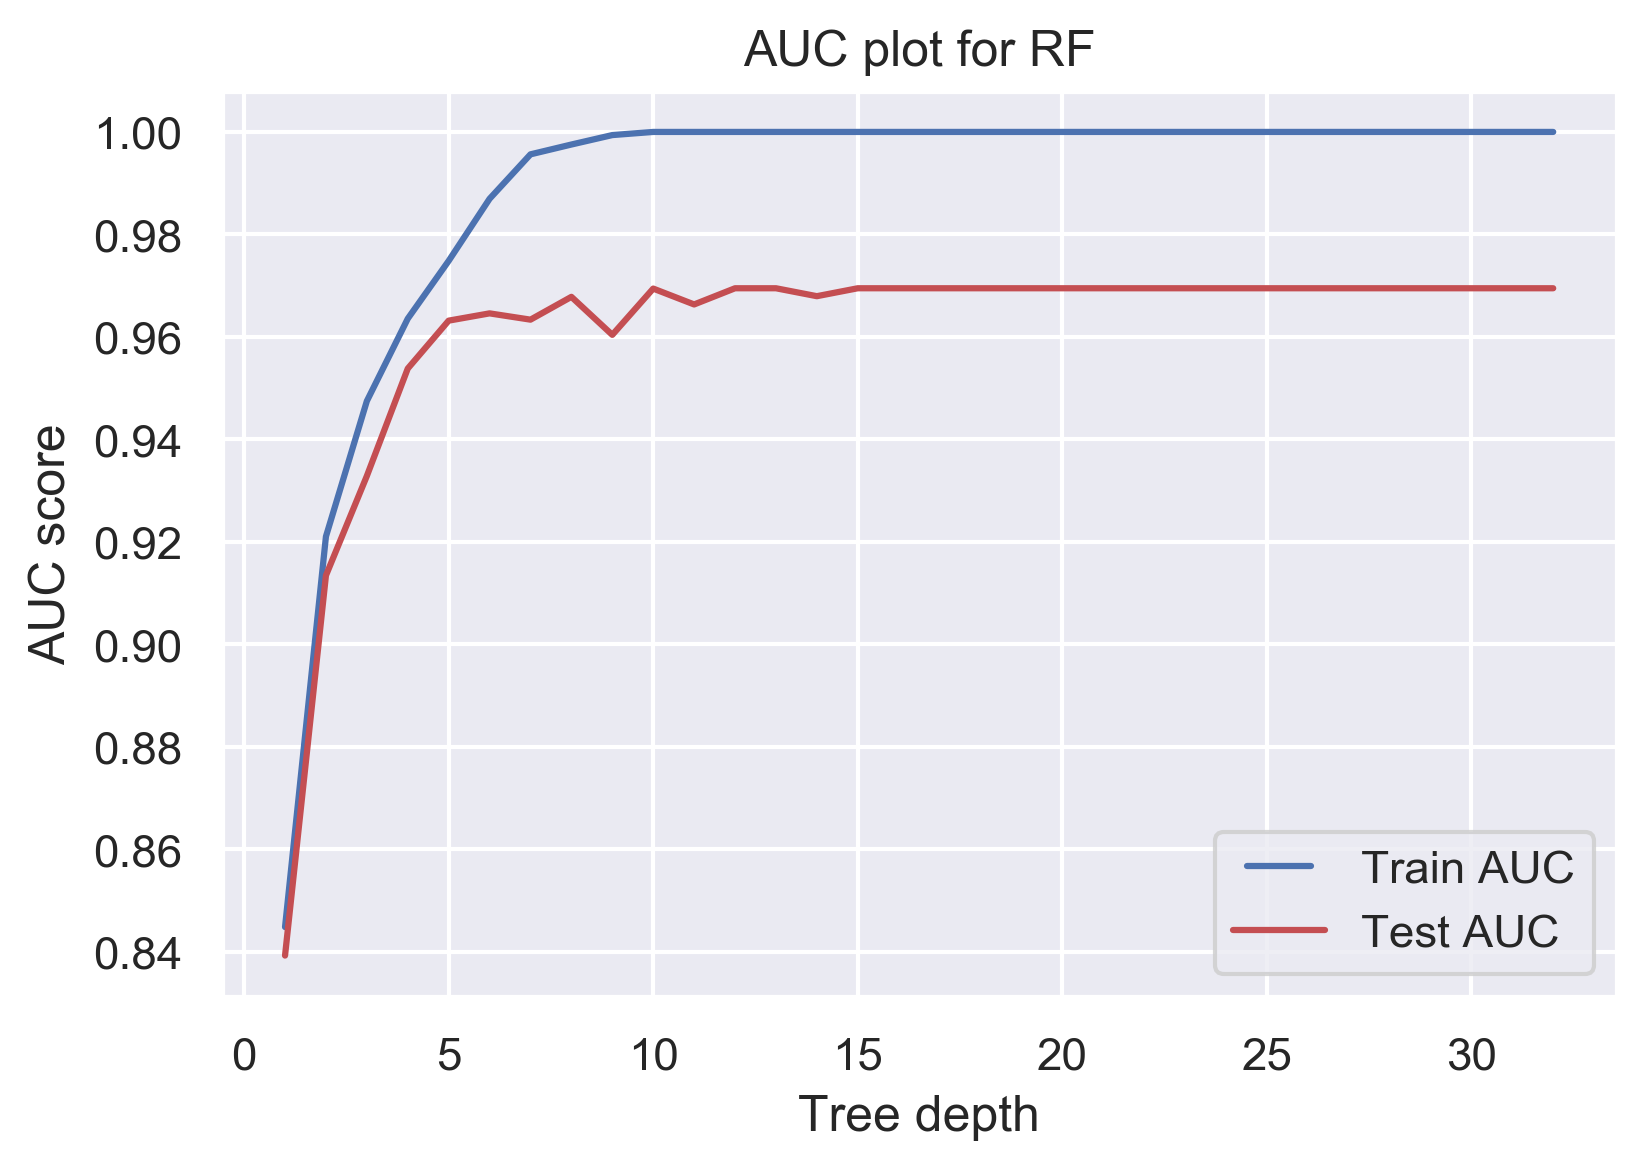 AUC plot for RF
1.00
0.98
0.96
0.94
0.92
0.90
0.88
0.86
0.84
AUC score
Train AUC
Test AUC
0 5 10 15 20 25 30
Tree depth